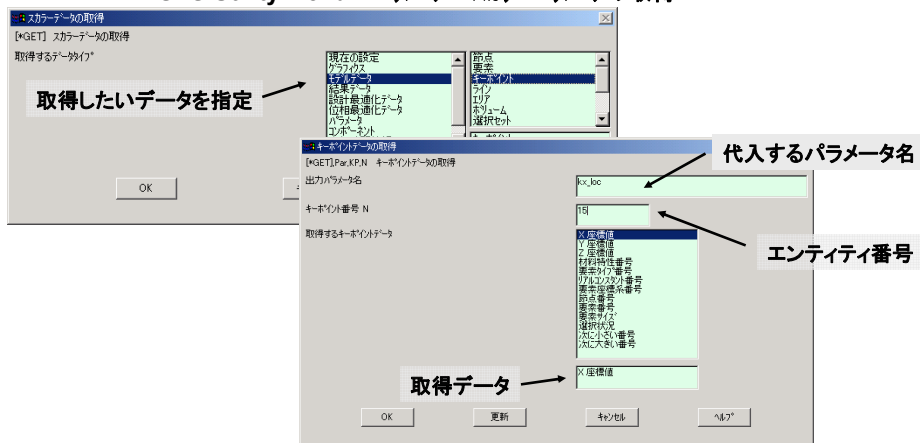 スカラーデータの取得
[*GET] スカラーデータの取得
取得するデータタイプ
現在の設定
グラフィクス
モデルデータ
結果データ
設計最適化データ
位相最適化データ
パラメータ
コンポーネント
節点
要素
キーポイント
ライン
エリア
ボリューム
選択セット
キーポイント
取得したいデータを指定
OK
キーポイントデータの取得
[*GET],Par,KP,N キーポイントデータの取得
出力パラメータ名
kx_loc
代入するパラメータ名
キーポイント番号 N
15
エンティティ番号
取得するキーポイントデータ
X 座標値
Y 座標値
Z 座標値
材料特性番号
要素タイプ番号
リアルコンスタント番号
要素座標系番号
節点番号
要素番号
要素サイズ
選択状況
次に小さい番号
次に大きい番号
X 座標値
取得データ
OK
更新
キャンセル
ヘルプ